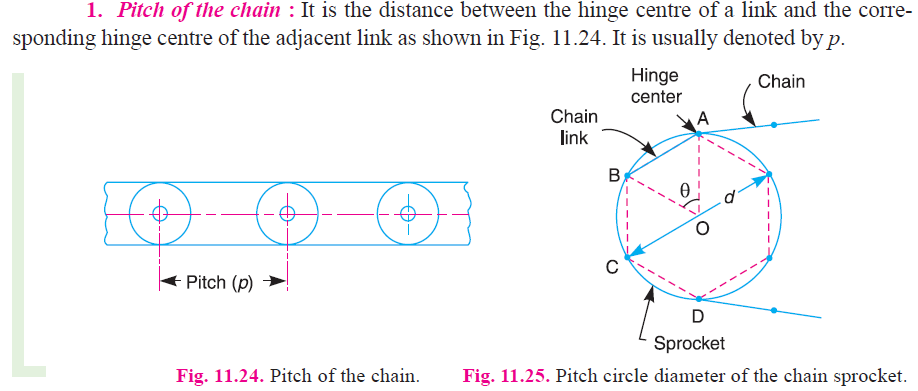 1. Pitch of the chain : It is the distance between the hinge centre of a link and the corre-
sponding hinge centre of the adjacent link as shown in Fig. 11.24. It is usually denoted by p.
Pitch (p)
Hinge
center
Chain
Chain
link
A
B
θ
d
O
C
D
Sprocket
Fig. 11.24. Pitch of the chain.
Fig. 11.25. Pitch circle diameter of the chain sprocket.